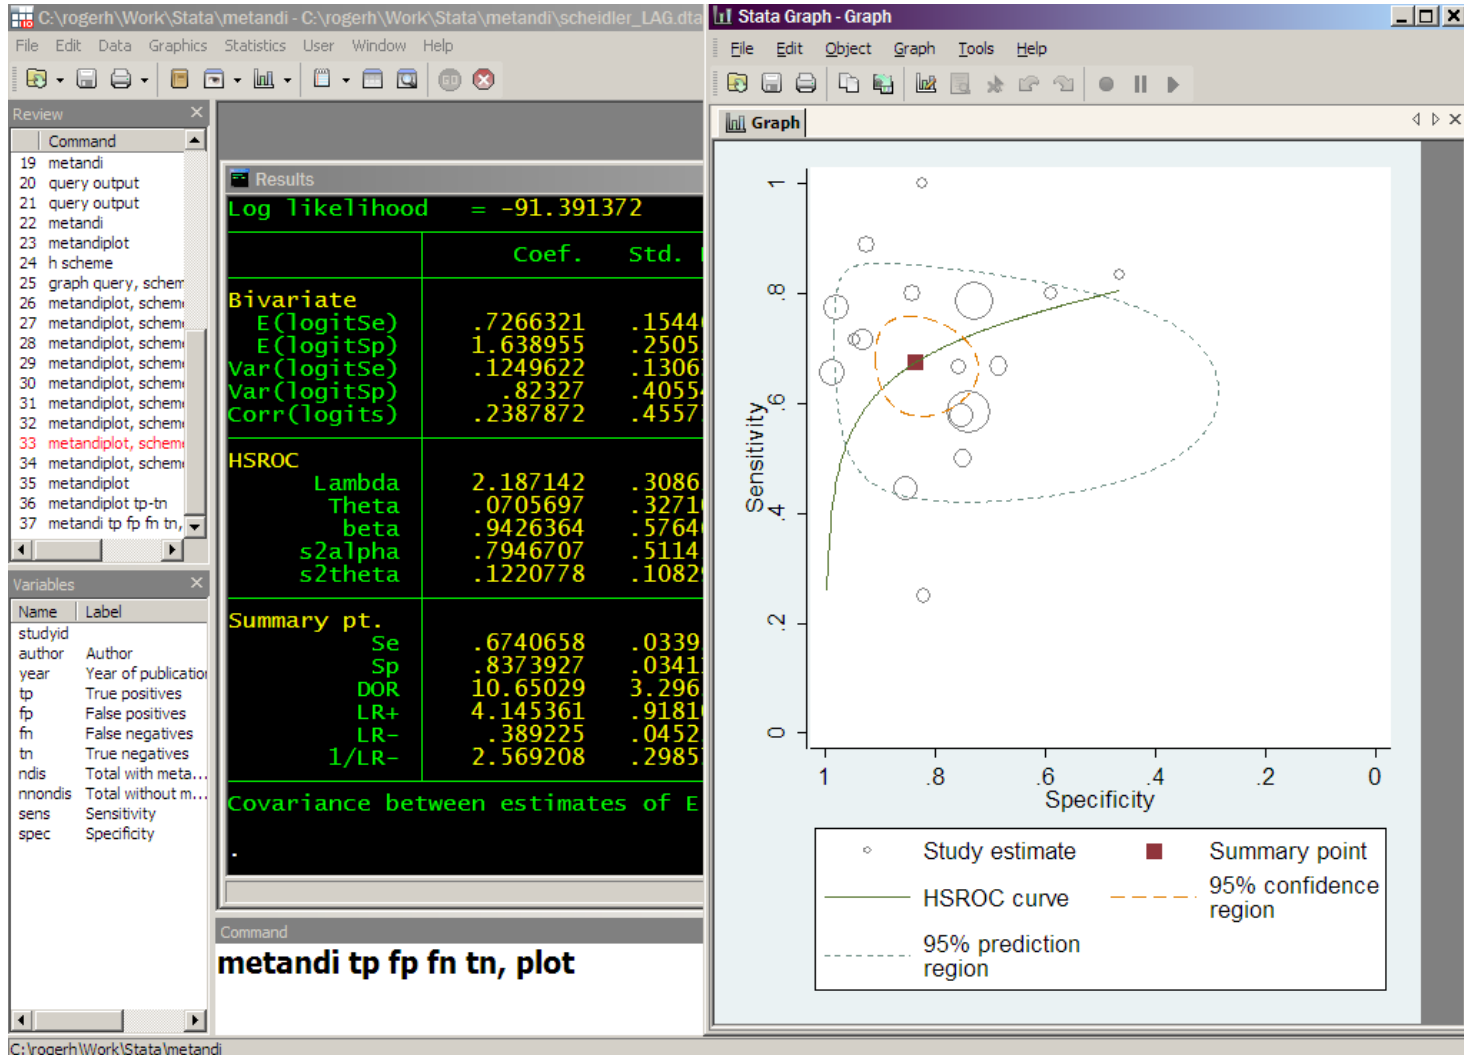 C:\rogerh\Work\Stata\metandi - C:\rogerh\Work\Stata\metandi\scheidler_LAG.dta
File Edit Data Graphics Statistics User Window Help
Review
Command
19 metandi
20 query output
21 query output
22 metandi
23 metandiplot
24 h scheme
25 graph query, schem
26 metandiplot, schem
27 metandiplot, schem
28 metandiplot, schem
29 metandiplot, schem
30 metandiplot, schem
31 metandiplot, schem
32 metandiplot, schem
33 metandiplot, schem
34 metandiplot, schem
35 metandiplot
36 metandiplot tp-tn
37 metandi tp fp fn tn,
Variables
Name Label
studyid
author Author
year Year of publication
tp True positives
fp False positives
fn False negatives
tn True negatives
ndis Total with meta...
nnondis Total without m...
sens Sensitivity
spec Specificity
Results
Log likelihood = -91.391372
Coef. Std.
Bivariate
E(logitSe) .7266321 .1544
E(logitSp) 1.638955 .2505
Var(logitSe) .1249622 .1306
Var(logitSp) .82327 .4055
Corr(logits) .2387872 .4557
HSROC
Lambda 2.187142 .3086
Theta .0705697 .3271
beta .9426364 .5764
s2alpha .7946707 .5114
s2theta .1220778 .1082
Summary pt.
Se .6740658 .0339
Sp .8373927 .0341
DOR 10.65029 3.296
LR+ 4.145361 .9181
LR- .389225 .0452
1/LR- 2.569208 .2985
Covariance between estimates of E
.
Command
metandi tp fp fn tn, plot
C:\rogerh\Work\Stata\metandi
Stata Graph - Graph
File Edit Object Graph Tools Help
Graph
1
.8
.6
.4
.2
0
Sensitivity
1 .8 .6 .4 .2 0
Specificity
Study estimate Summary point
HSROC curve 95% confidence
region
95% prediction
region